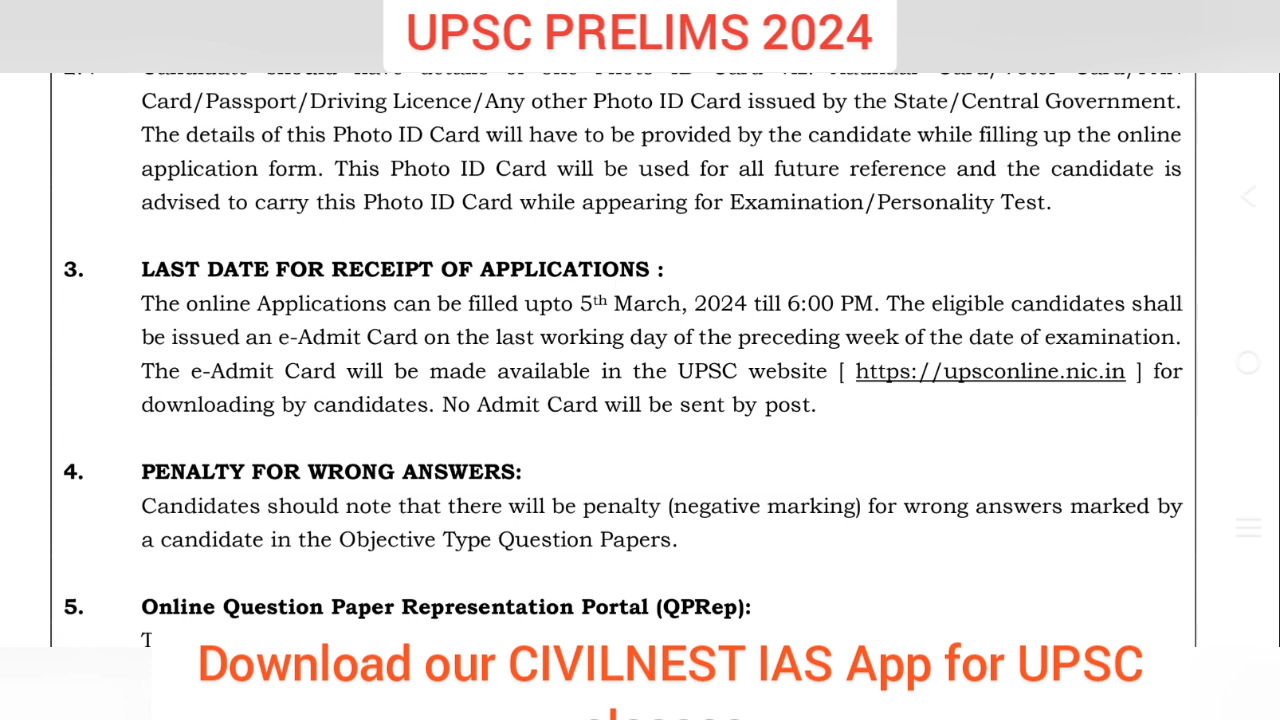 UPSC PRELIMS 2024
Card/Passport/Driving Licence/Any other Photo ID Card issued by the State/Central Government.
The details of this Photo ID Card will have to be provided by the candidate while filling up the online
application form. This Photo ID Card will be used for all future reference and the candidate is
advised to carry this Photo ID Card while appearing for Examination/Personality Test.
3. LAST DATE FOR RECEIPT OF APPLICATIONS :
The online Applications can be filled upto 5th March, 2024 till 6:00 PM. The eligible candidates shall
be issued an e-Admit Card on the last working day of the preceding week of the date of examination.
The e-Admit Card will be made available in the UPSC website [ https://upsconline.nic.in ] for
downloading by candidates. No Admit Card will be sent by post.
4. PENALTY FOR WRONG ANSWERS:
Candidates should note that there will be penalty (negative marking) for wrong answers marked by
a candidate in the Objective Type Question Papers.
5. Online Question Paper Representation Portal (QPRep):
Download our CIVILNEST IAS App for UPSC